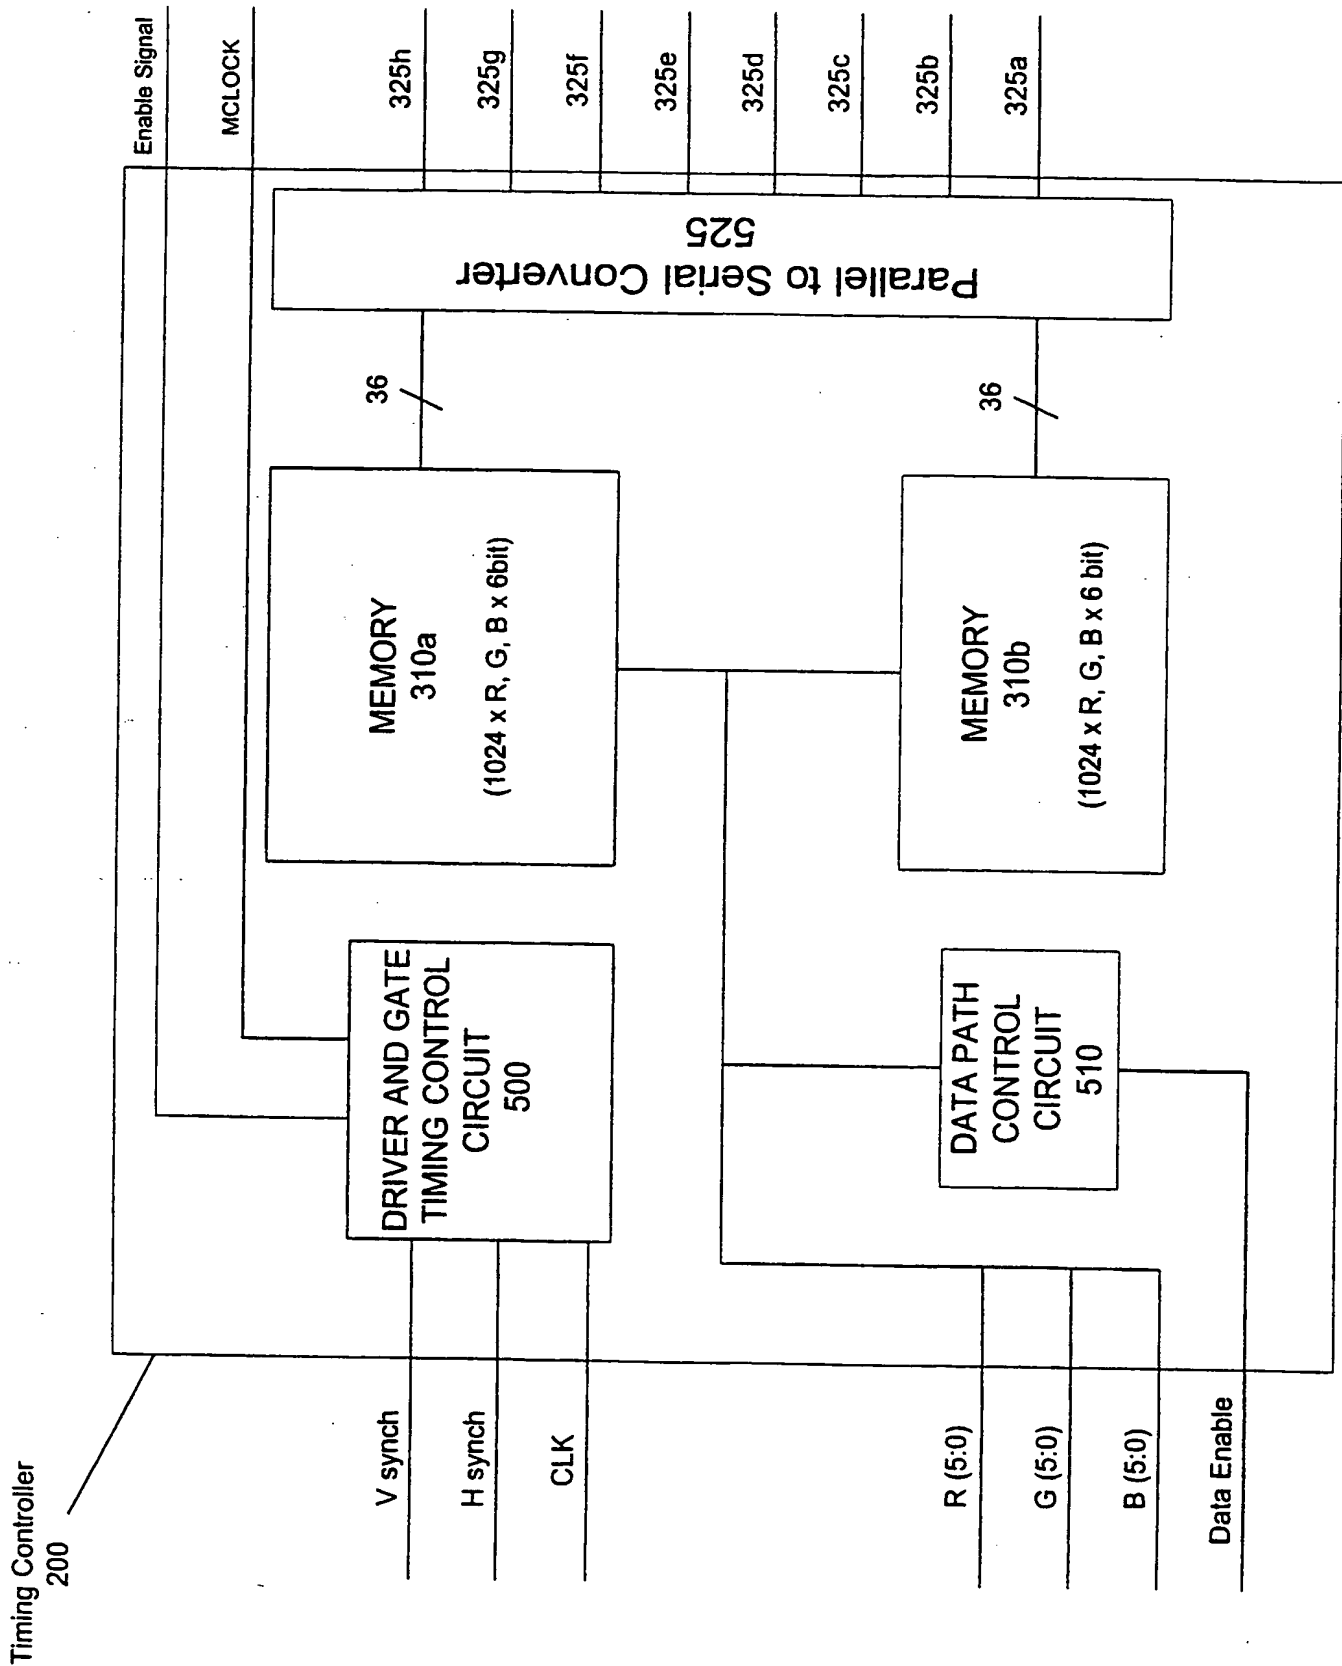 Timing Controller
200
Enable Signal
MCLOCK
V synch
H synch
CLK
DRIVER AND GATE
TIMING CONTROL
CIRCUIT
500
MEMORY
310a
(1024 x R, G, B x 6bit)
36
Parallel to Serial Converter
525
325h
325g
325f
325e
325d
325c
325b
325a
R (5:0)
G (5:0)
B (5:0)
Data Enable
DATA PATH
CONTROL
CIRCUIT
510
MEMORY
310b
(1024 x R, G, B x 6 bit)
36